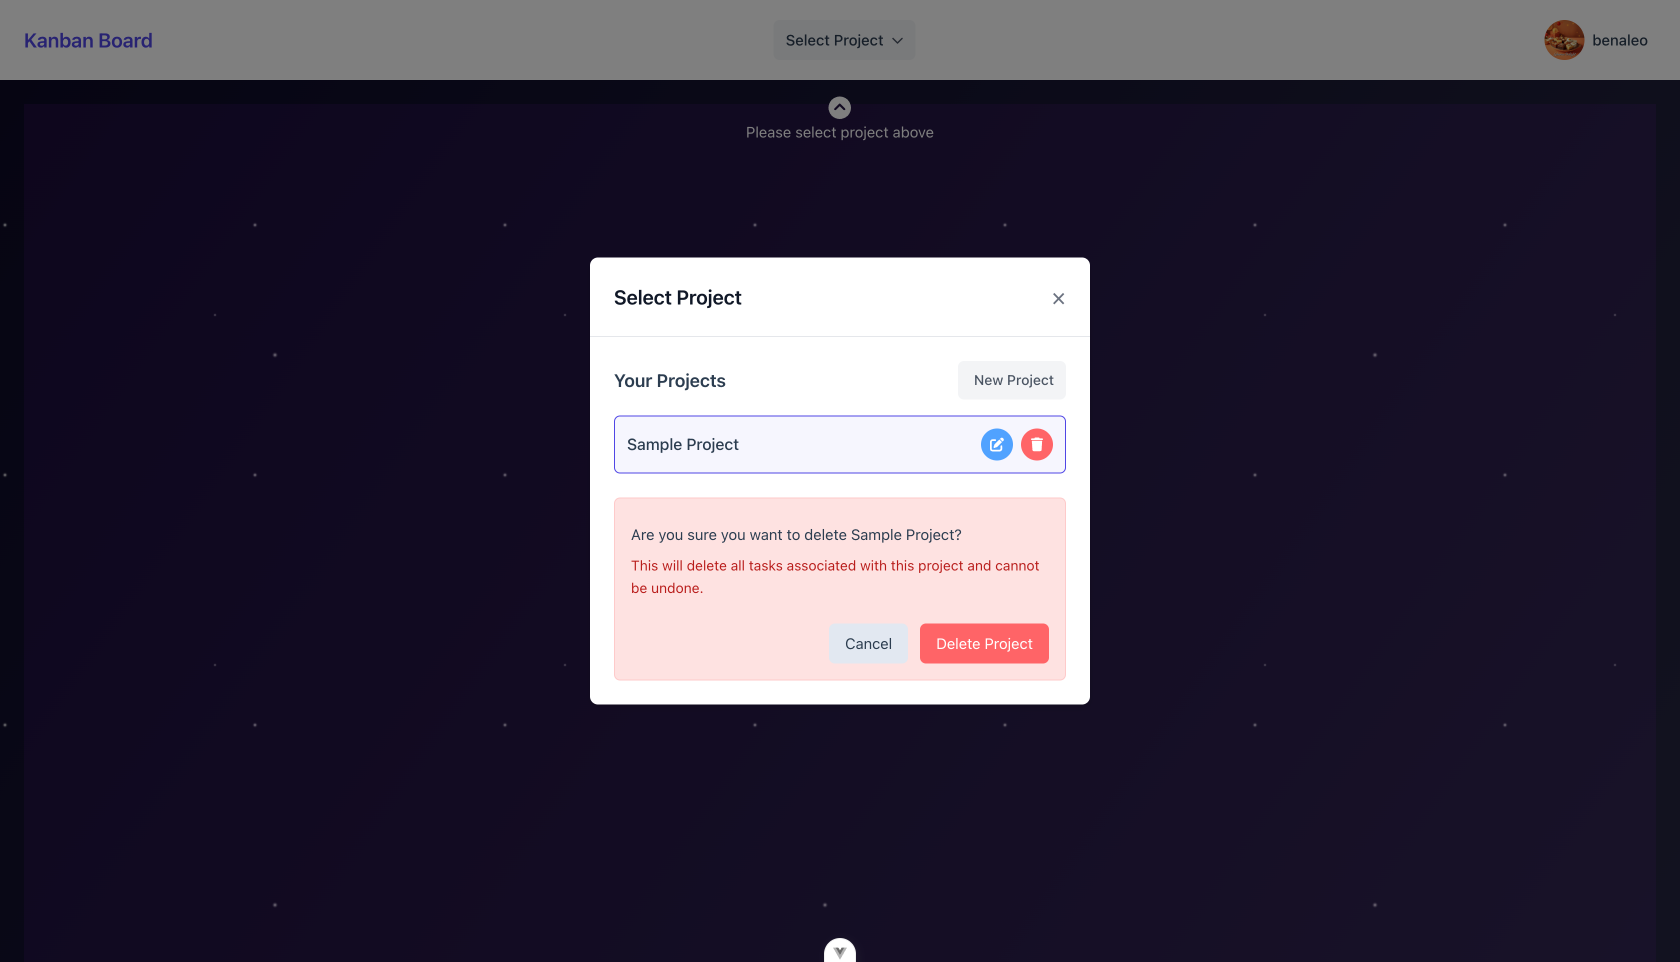 Kanban Board
Select Project
benaleo
Please select project above
Select Project
Your Projects
New Project
Sample Project
Are you sure you want to delete Sample Project?
This will delete all tasks associated with this project and cannot
be undone.
Cancel
Delete Project